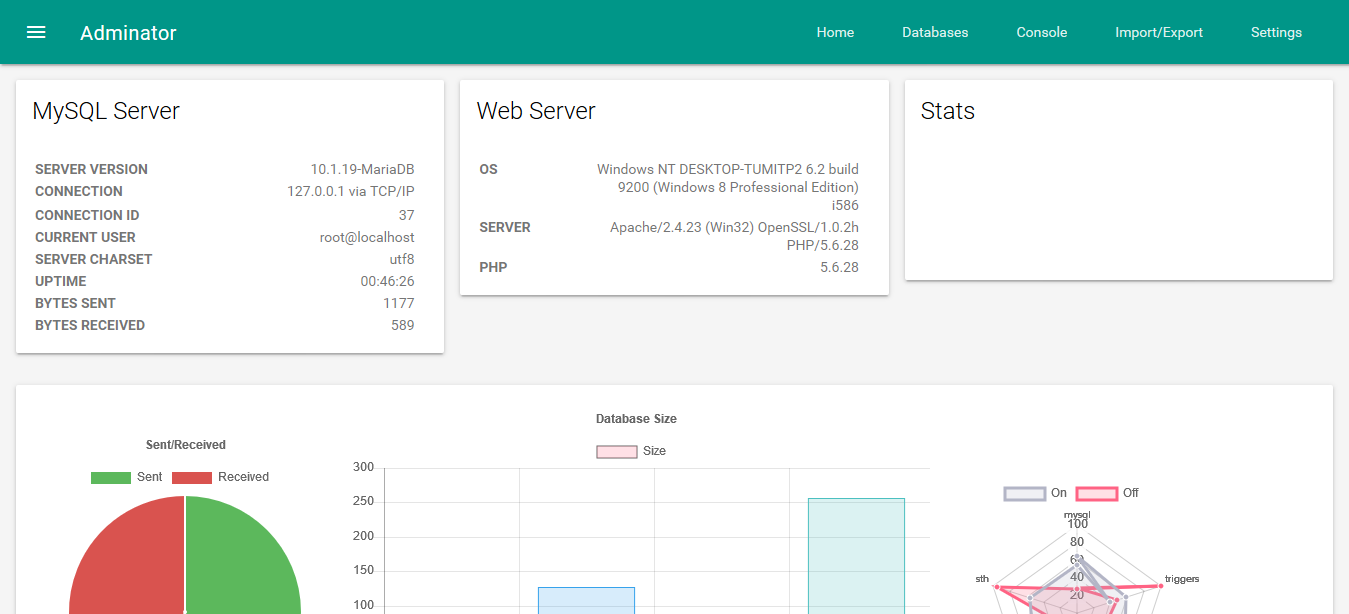 Adminator
Home Databases Console Import/Export Settings
MySQL Server
SERVER VERSION 10.1.19-MariaDB
CONNECTION 127.0.0.1 via TCP/IP
CONNECTION ID 37
CURRENT USER root@localhost
SERVER CHARSET utf8
UPTIME 00:46:26
BYTES SENT 1177
BYTES RECEIVED 589
Web Server
OS Windows NT DESKTOP-TUMITP2 6.2 build
9200 (Windows 8 Professional Edition)
i586
SERVER Apache/2.4.23 (Win32) OpenSSL/1.0.2h
PHP/5.6.28
PHP 5.6.28
Stats
Sent/Received
Sent Received
Database Size
Size
300
250
200
150
100
On Off
mysql
100
80
60
40
20
sth
triggers